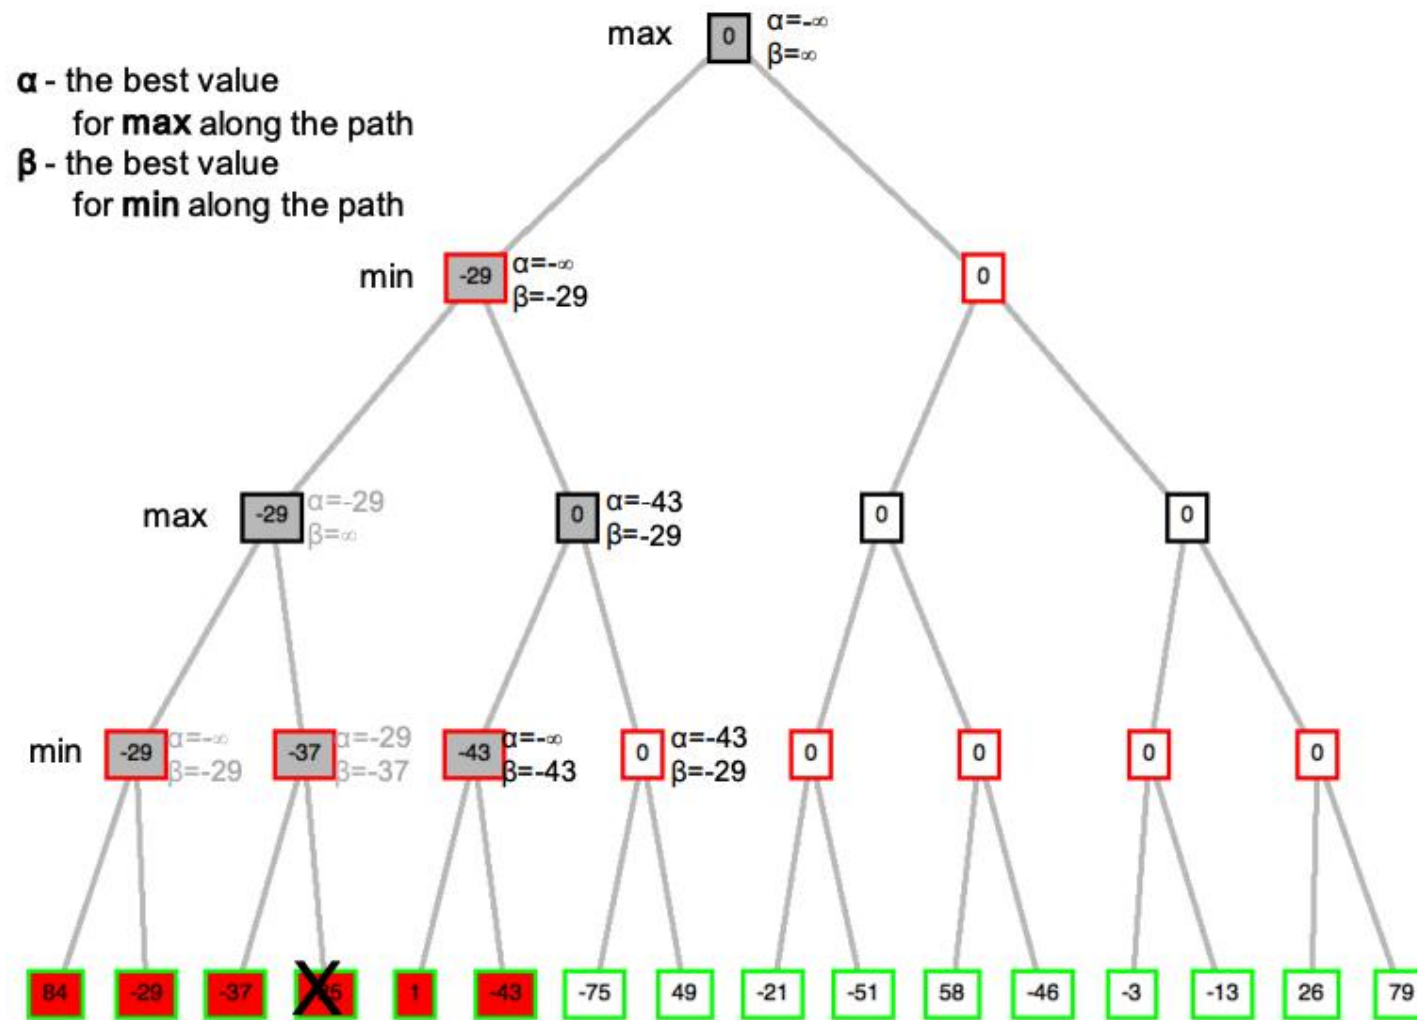 max 0 α=-∞
β=∞
α - the best value
for max along the path
β - the best value
for min along the path
min -29 α=-∞ 0
β=-29
max -29 α=-29 0 α=-43 0 0
β=∞ β=-29
min -29 α=-∞ -37 α=-29 -43 α=-∞ 0 α=-43 0 0 0 0
β=-29 β=-37 β=-43 β=-29
84 -29 -37 X 1 -43 -75 49 -21 -51 58 -46 -3 -13 26 79